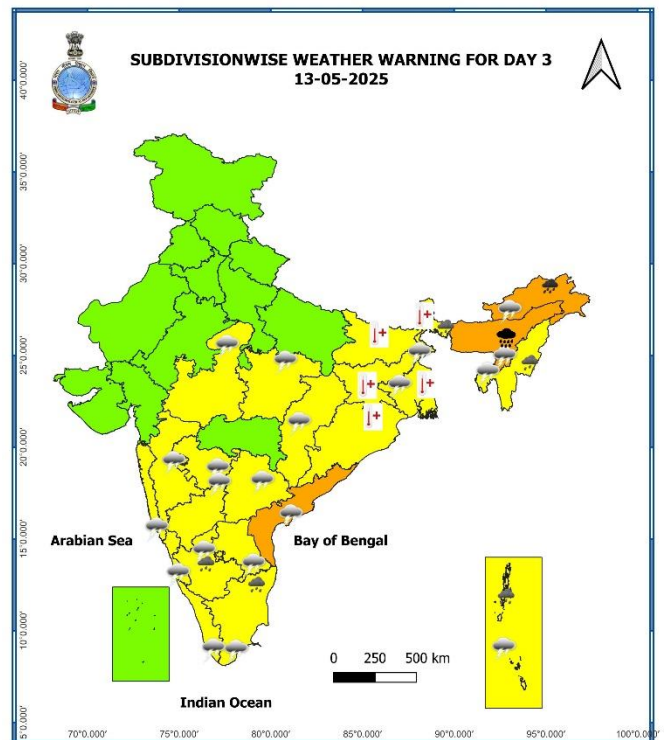 SUBDIVISIONWISE WEATHER WARNING FOR DAY 3
13-05-2025
40°0.000'
35°0.000'
30°0.000'
25°0.000'
20°0.000'
15°0.000'
10°0.000'
5°0.000'
Arabian Sea
Bay of Bengal
0 250 500 km
Indian Ocean
70°0.000' 75°0.000' 80°0.000' 85°0.000' 90°0.000' 95°0.000' 100°0.000'